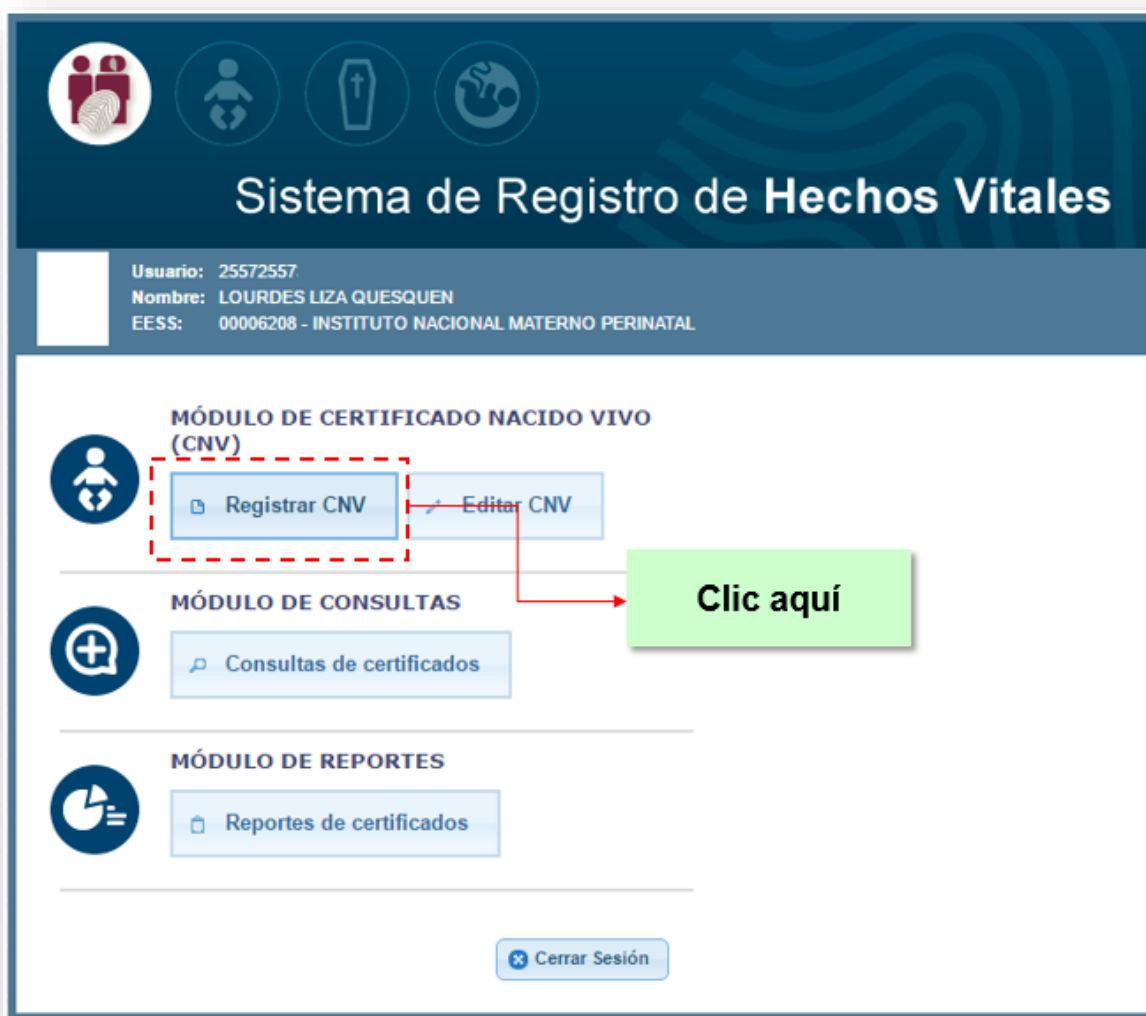 Sistema de Registro de Hechos Vitales
Usuario: 25572557
Nombre: LOURDES LIZA QUESQUEN
EESS: 00006208 - INSTITUTO NACIONAL MATERNO PERINATAL
MÓDULO DE CERTIFICADO NACIDO VIVO
(CNV)
Registrar CNV
Editar CNV
Clic aquí
MÓDULO DE CONSULTAS
Consultas de certificados
MÓDULO DE REPORTES
Reportes de certificados
Cerrar Sesión